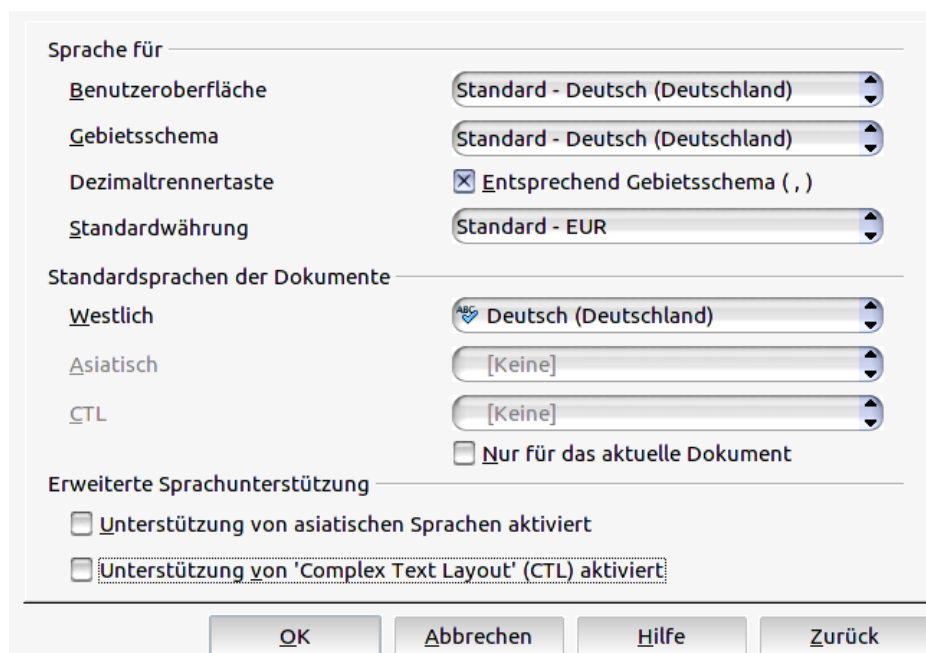 Sprache für
Benutzeroberfläche Standard - Deutsch (Deutschland)
Gebietsschema Standard - Deutsch (Deutschland)
Dezimaltrennertaste Entsprechend Gebietsschema ( , )
Standardwährung Standard - EUR
Standardsprachen der Dokumente
Westlich ABC Deutsch (Deutschland)
Asiatisch [Keine]
CTL [Keine]
Nur für das aktuelle Dokument
Erweiterte Sprachunterstützung
Unterstützung von asiatischen Sprachen aktiviert
Unterstützung von 'Complex Text Layout' (CTL) aktiviert
OK Abbrechen Hilfe Zurück